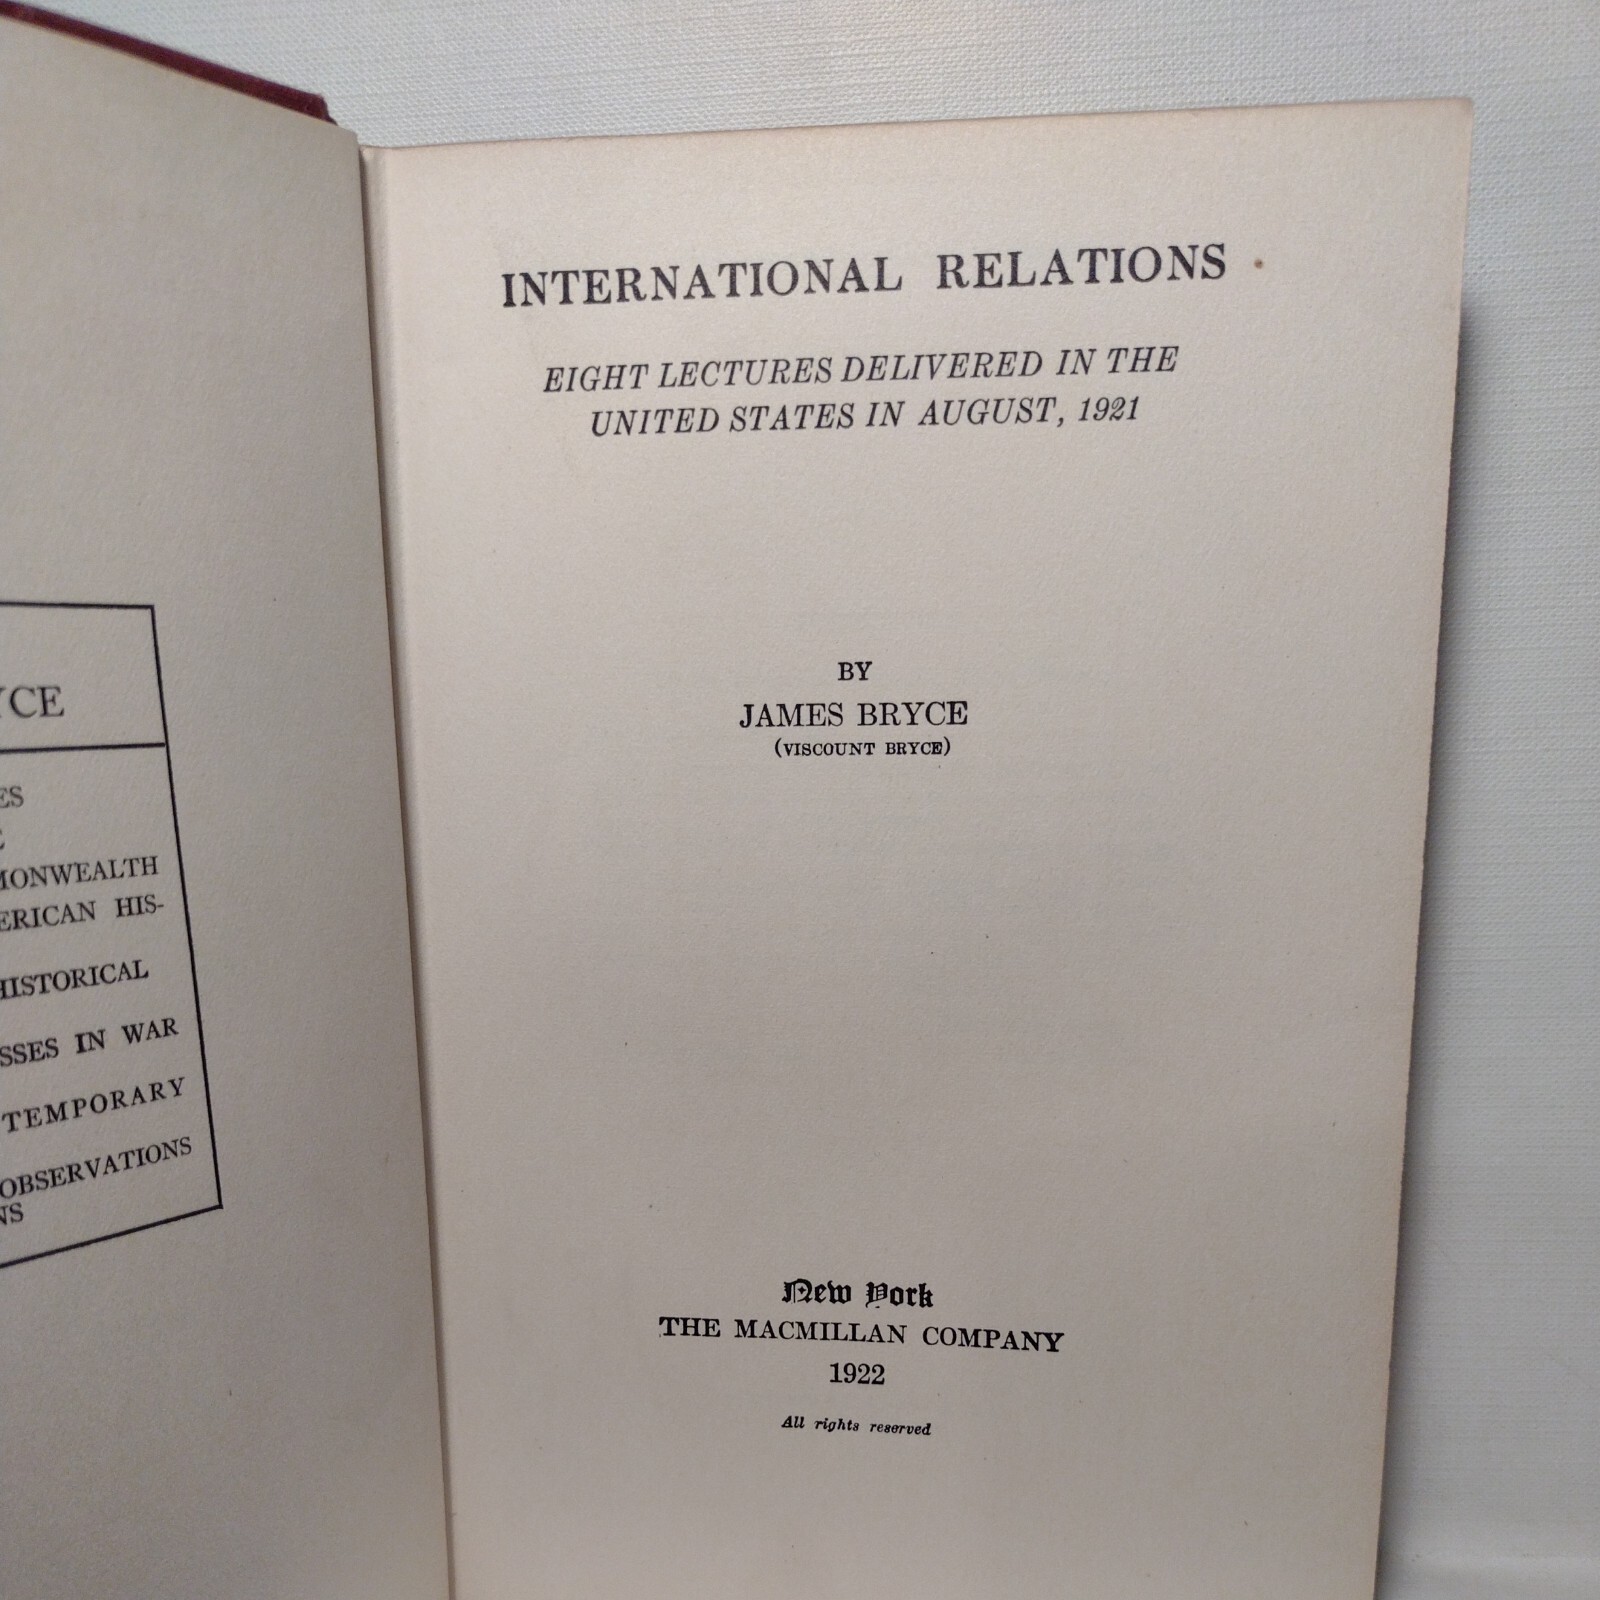 YCE
ES
E
MONWEALTH
ERICAN HIS-
HISTORICAL
SSES IN WAR
TEMPORARY
OBSERVATIONS
NS
INTERNATIONAL RELATIONS
EIGHT LECTURES DELIVERED IN THE
UNITED STATES IN AUGUST, 1921
BY
JAMES BRYCE
(VISCOUNT BRYCE)
New York
THE MACMILLAN COMPANY
1922
All rights reserved